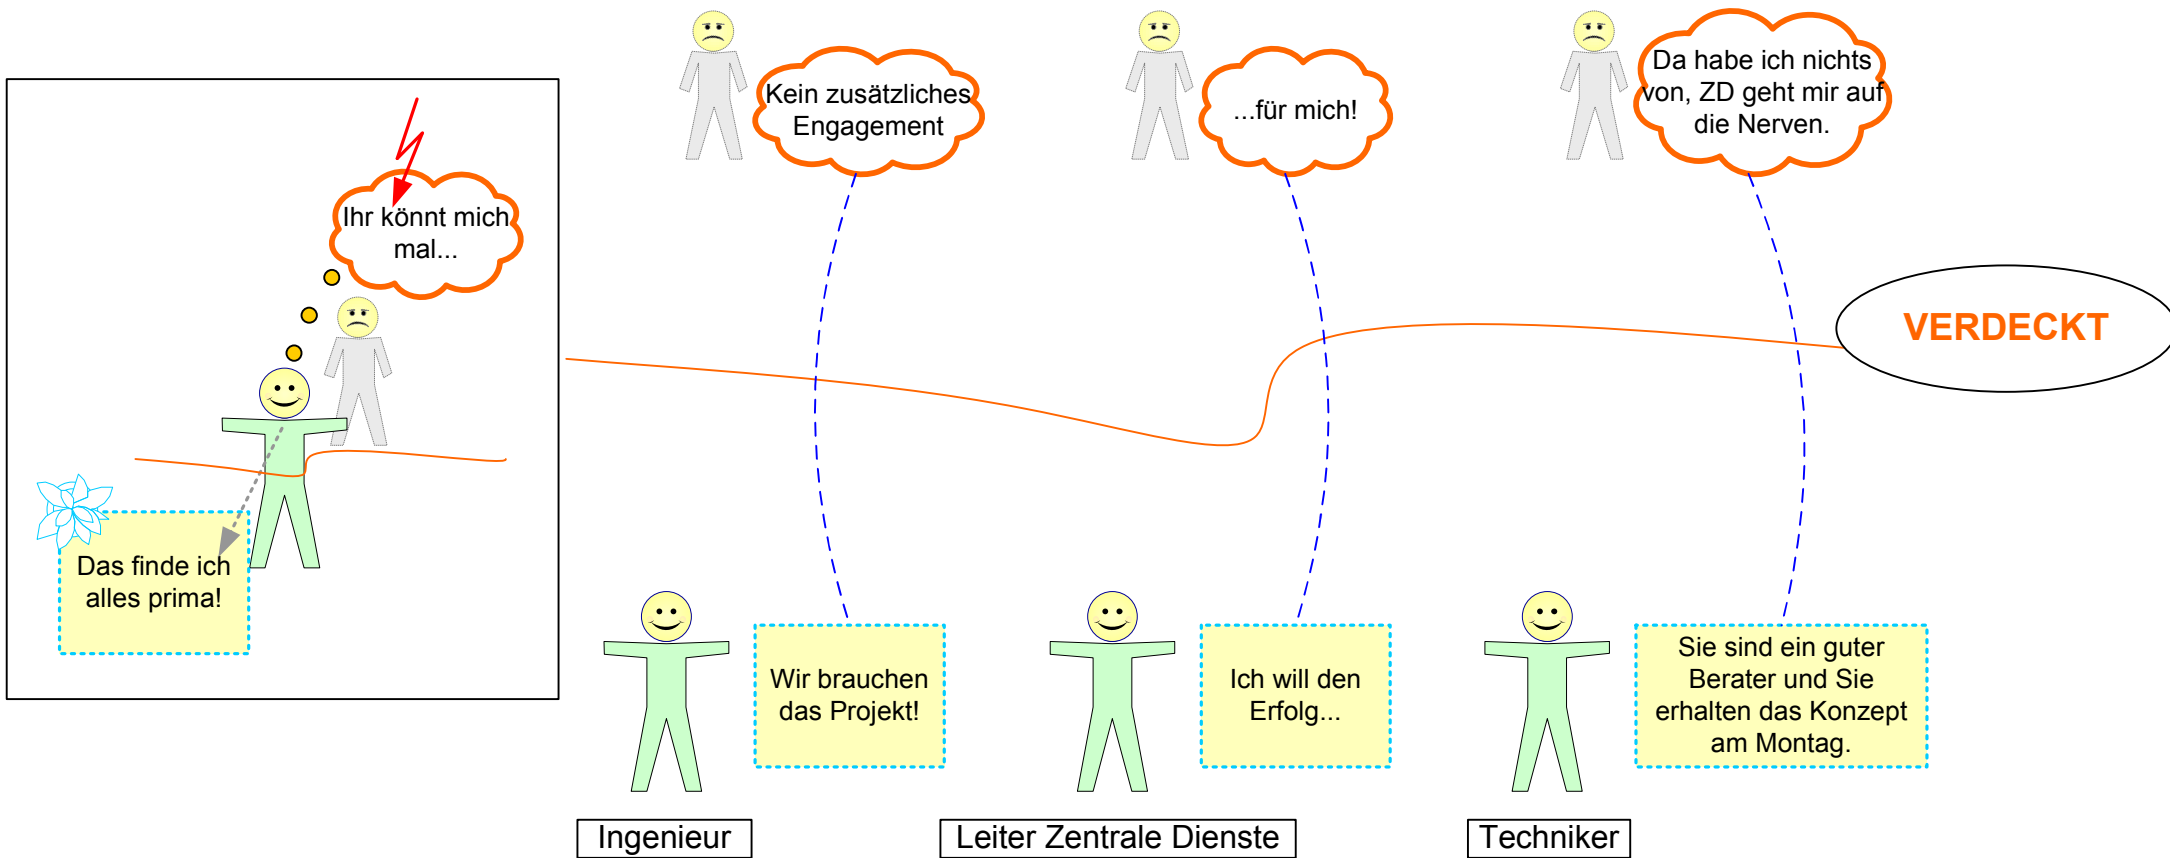 Kein zusätzliches
Engagement
...für mich!
Da habe ich nichts
von, ZD geht mir auf
die Nerven.
Ihr könnt mich
mal...
VERDECKT
Das finde ich
alles prima!
Wir brauchen
das Projekt!
Ich will den
Erfolg...
Sie sind ein guter
Berater und Sie
erhalten das Konzept
am Montag.
Ingenieur
Leiter Zentrale Dienste
Techniker